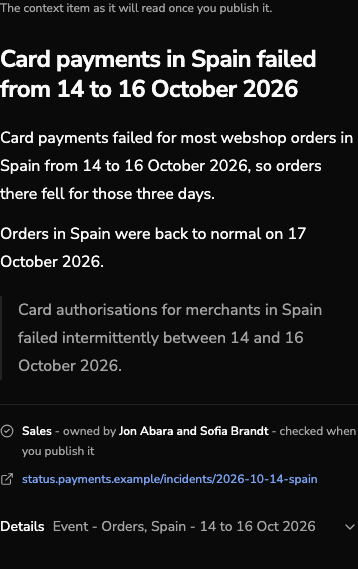 The context item as it will read once you publish it.
Card payments in Spain failed
from 14 to 16 October 2026
Card payments failed for most webshop orders in
Spain from 14 to 16 October 2026, so orders
there fell for those three days.
Orders in Spain were back to normal on 17
October 2026.
Card authorisations for merchants in Spain
failed intermittently between 14 and 16
October 2026.
Sales - owned by Jon Abara and Sofia Brandt - checked when
you publish it
status.payments.example/incidents/2026-10-14-spain
Details Event - Orders, Spain - 14 to 16 Oct 2026